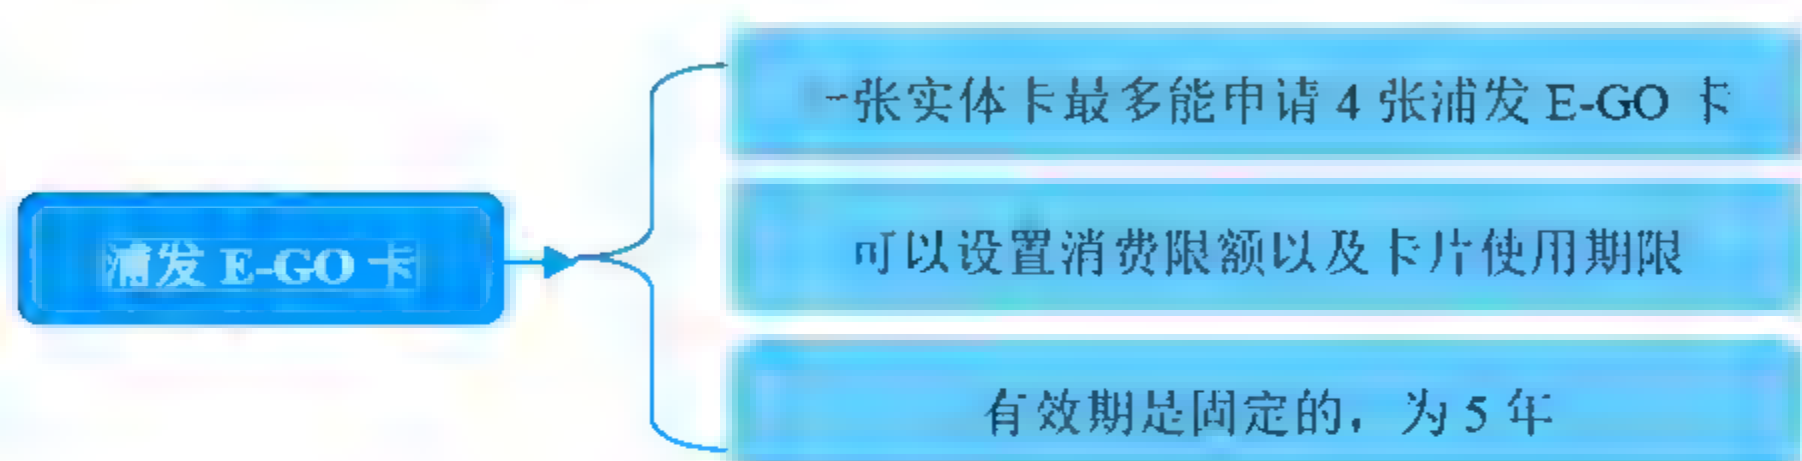 浦发 E-GO 卡
一张实体卡最多能申请 4 张浦发 E-GO 卡
可以设置消费限额以及卡片使用期限
有效期是固定的，为 5 年